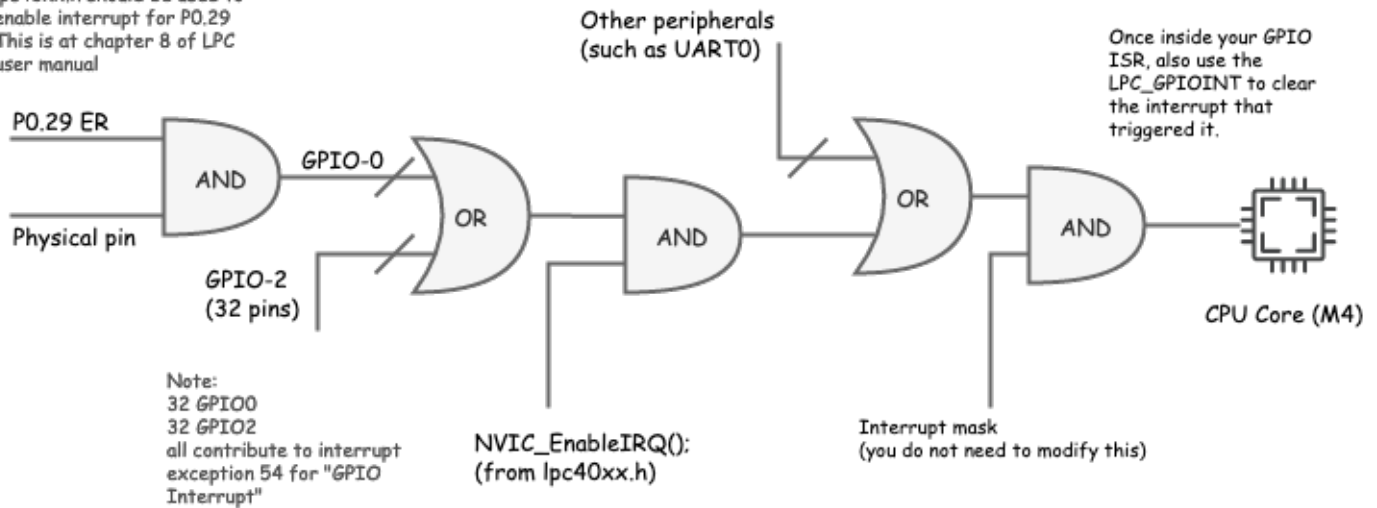 enable interrupt for P0.29
This is at chapter 8 of LPC
user manual
Other peripherals
(such as UART0)
Once inside your GPIO
ISR, also use the
LPC_GPIOINT to clear
the interrupt that
triggered it.
P0.29 ER
AND
Physical pin
GPIO-0
OR
GPIO-2
(32 pins)
AND
OR
AND
CPU Core (M4)
Note:
32 GPIO0
32 GPIO2
all contribute to interrupt
exception 54 for "GPIO
Interrupt"
NVIC_EnableIRQ();
(from lpc40xx.h)
Interrupt mask
(you do not need to modify this)